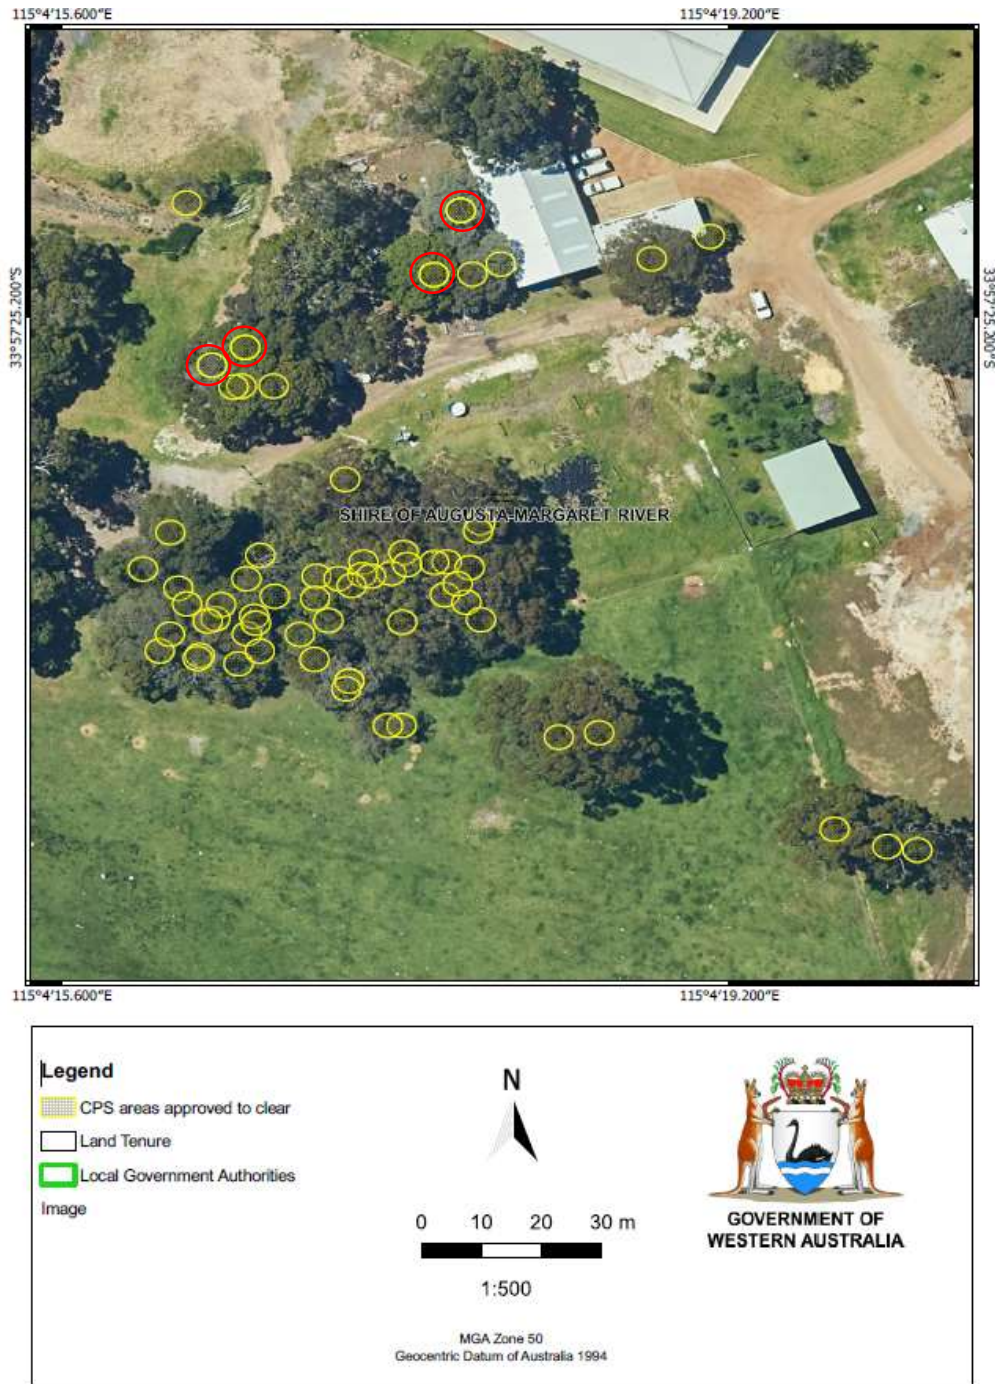 115°4'15.600"E 115°4'19.200"E
33°57'25.200"S 33°57'25.200"S
SHIRE OF AUGUSTA-MARGARET RIVER
115°4'15.600"E 115°4'19.200"E
Legend
CPS areas approved to clear
Land Tenure
Local Government Authorities
Image
N
0 10 20 30 m
1:500
MGA Zone 50
Geocentric Datum of Australia 1994
GOVERNMENT OF
WESTERN AUSTRALIA